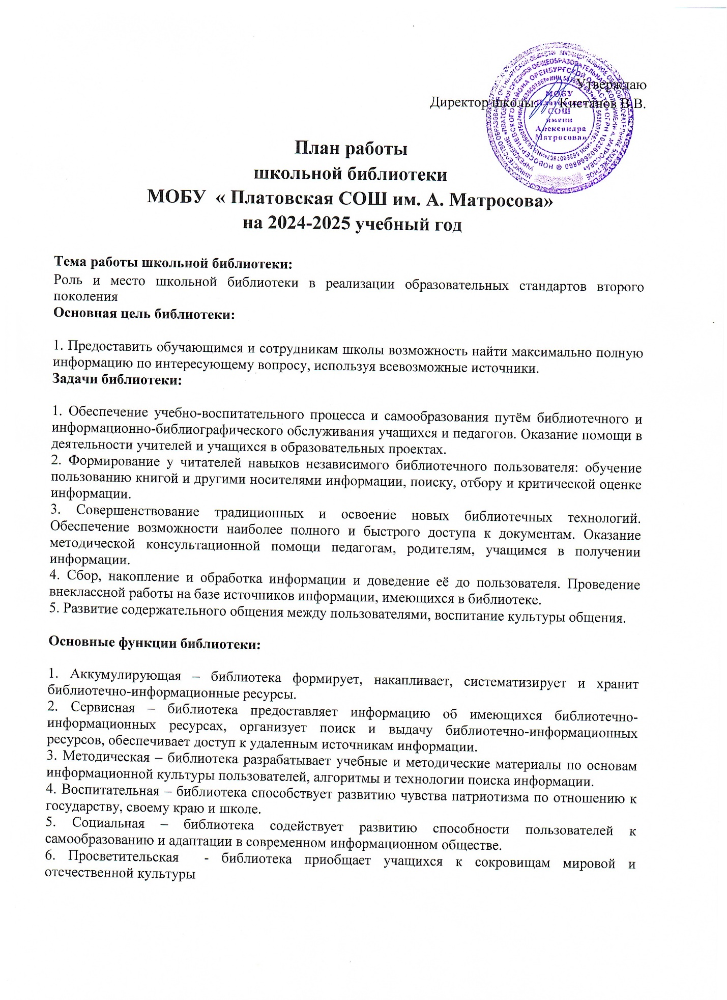 Утверждаю
Директор школы Кистанов В.В.
МОБУ
«Платовская
СОШ
имени
Александра
Матросова»
План работы
школьной библиотеки
МОБУ « Платовская СОШ им. А. Матросова»
на 2024-2025 учебный год
Тема работы школьной библиотеки:
Роль и место школьной библиотеки в реализации образовательных стандартов второго
поколения
Основная цель библиотеки:
1. Предоставить обучающимся и сотрудникам школы возможность найти максимально полную
информацию по интересующему вопросу, используя всевозможные источники.
Задачи библиотеки:
1. Обеспечение учебно-воспитательного процесса и самообразования путём библиотечного и
информационно-библиографического обслуживания учащихся и педагогов. Оказание помощи в
деятельности учителей и учащихся в образовательных проектах.
2. Формирование у читателей навыков независимого библиотечного пользователя: обучение
пользованию книгой и другими носителями информации, поиску, отбору и критической оценке
информации.
3. Совершенствование традиционных и освоение новых библиотечных технологий.
Обеспечение возможности наиболее полного и быстрого доступа к документам. Оказание
методической консультационной помощи педагогам, родителям, учащимся в получении
информации.
4. Сбор, накопление и обработка информации и доведение её до пользователя. Проведение
внеклассной работы на базе источников информации, имеющихся в библиотеке.
5. Развитие содержательного общения между пользователями, воспитание культуры общения.
Основные функции библиотеки:
1. Аккумулирующая – библиотека формирует, накапливает, систематизирует и хранит
библиотечно-информационные ресурсы.
2. Сервисная – библиотека предоставляет информацию об имеющихся библиотечно-
информационных ресурсах, организует поиск и выдачу библиотечно-информационных
ресурсов, обеспечивает доступ к удаленным источникам информации.
3. Методическая – библиотека разрабатывает учебные и методические материалы по основам
информационной культуры пользователей, алгоритмы и технологии поиска информации.
4. Воспитательная – библиотека способствует развитию чувства патриотизма по отношению к
государству, своему краю и школе.
5. Социальная – библиотека содействует развитию способности пользователей к
самообразованию и адаптации в современном информационном обществе.
6. Просветительская - библиотека приобщает учащихся к сокровищам мировой и
отечественной культуры